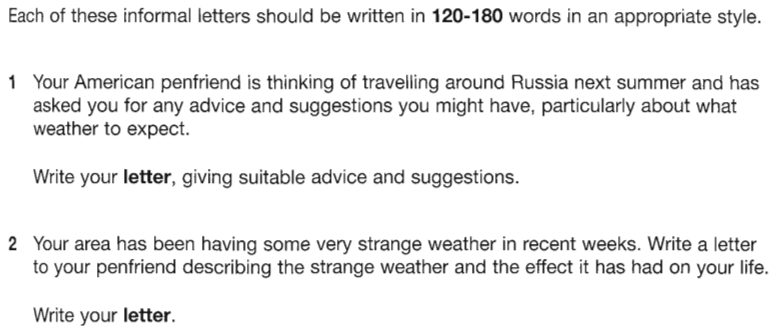 Each of these informal letters should be written in 120-180 words in an appropriate style.
1 Your American penfriend is thinking of travelling around Russia next summer and has
asked you for any advice and suggestions you might have, particularly about what
weather to expect.
Write your letter, giving suitable advice and suggestions.
2 Your area has been having some very strange weather in recent weeks. Write a letter
to your penfriend describing the strange weather and the effect it has had on your life.
Write your letter.